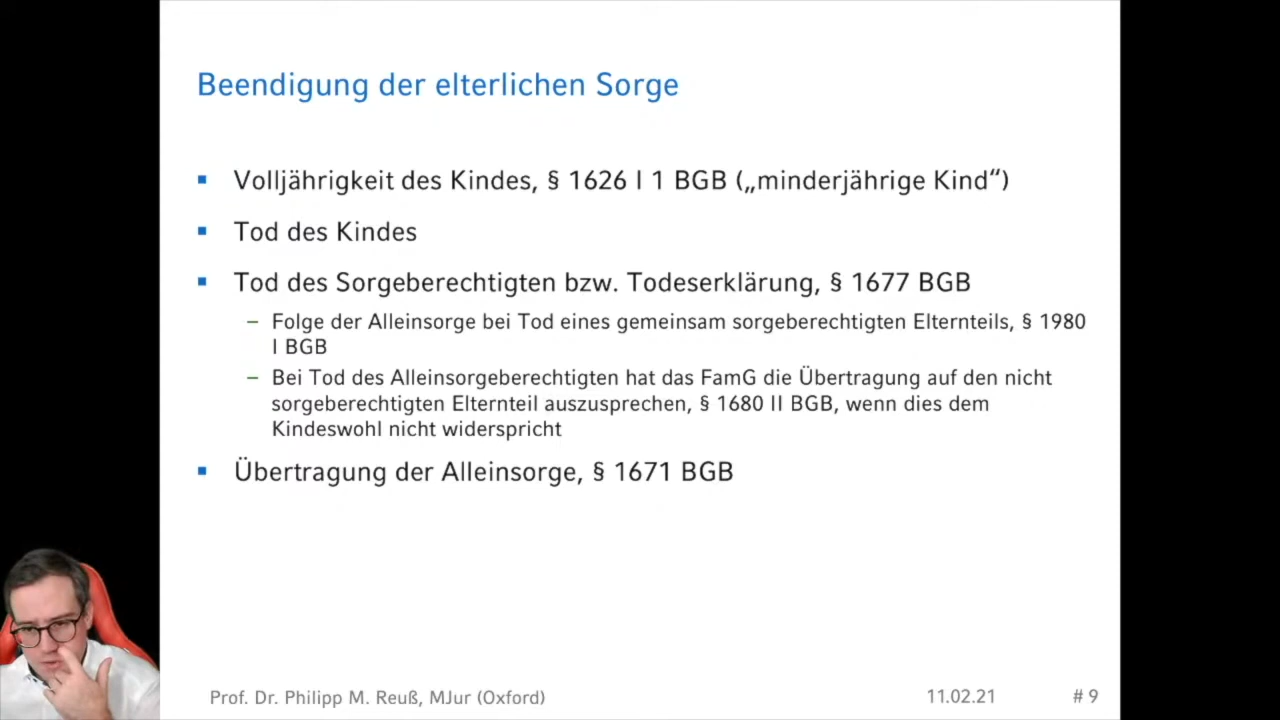 Beendigung der elterlichen Sorge
▪ Volljährigkeit des Kindes, § 1626 I 1 BGB („minderjährige Kind“)
▪ Tod des Kindes
▪ Tod des Sorgeberechtigten bzw. Todeserklärung, § 1677 BGB
– Folge der Alleinsorge bei Tod eines gemeinsam sorgeberechtigten Elternteils, § 1980
I BGB
– Bei Tod des Alleinsorgeberechtigten hat das FamG die Übertragung auf den nicht
sorgeberechtigten Elternteil auszusprechen, § 1680 II BGB, wenn dies dem
Kindeswohl nicht widerspricht
▪ Übertragung der Alleinsorge, § 1671 BGB
Prof. Dr. Philipp M. Reuß, MJur (Oxford) 11.02.21 # 9